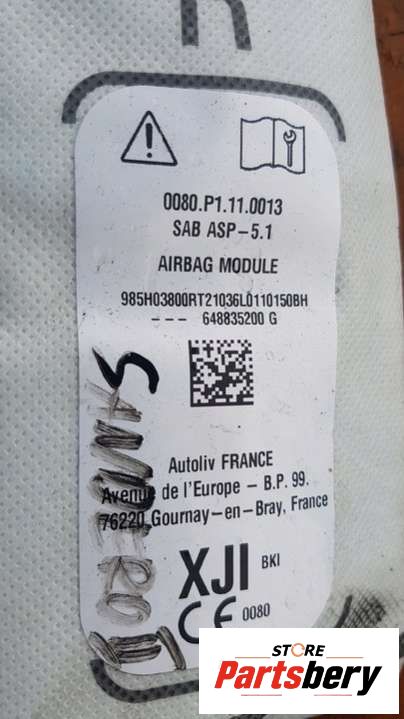 R
0080.P1.11.0013
SAB ASP-5.1
AIRBAG MODULE
985H03800RT21036L0110150BH
--- 648835200 G
Autoliv FRANCE
Avenue de l'Europe - B.P. 99.
76220 Gournay-en-Bray, France
XJI BKI
CE 0080
SANDERO
STORE
Partsbery